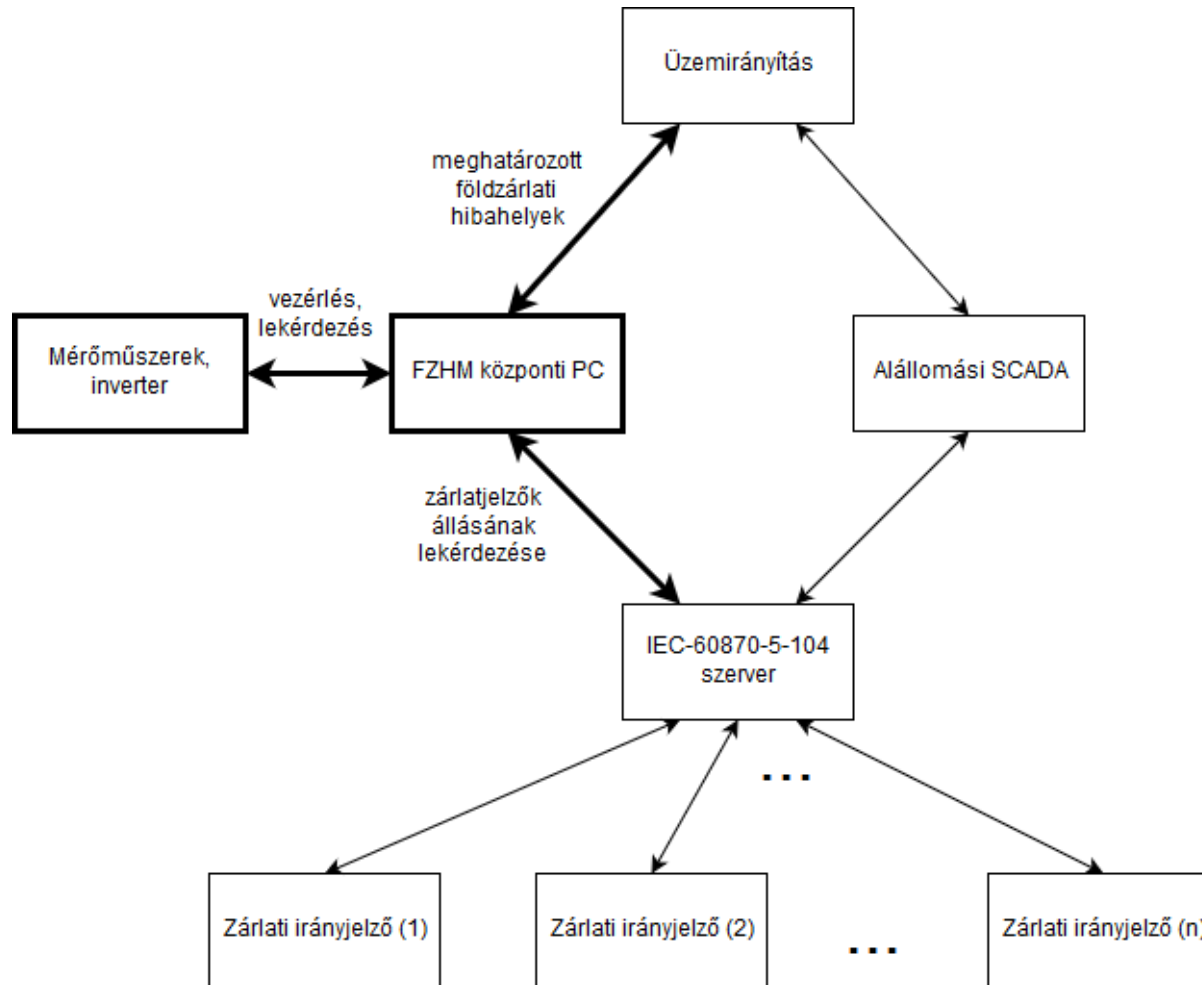 Üzemirányítás
meghatározott
földzárlati
hibahelyek
vezérlés,
lekérdezés
Mérőműszerek,
inverter
FZHM központi PC
Alállomási SCADA
zárlatjelzők
állásának
lekérdezése
IEC-60870-5-104
szerver
...
Zárlati irányjelző (1)
Zárlati irányjelző (2)
...
Zárlati irányjelző (n)